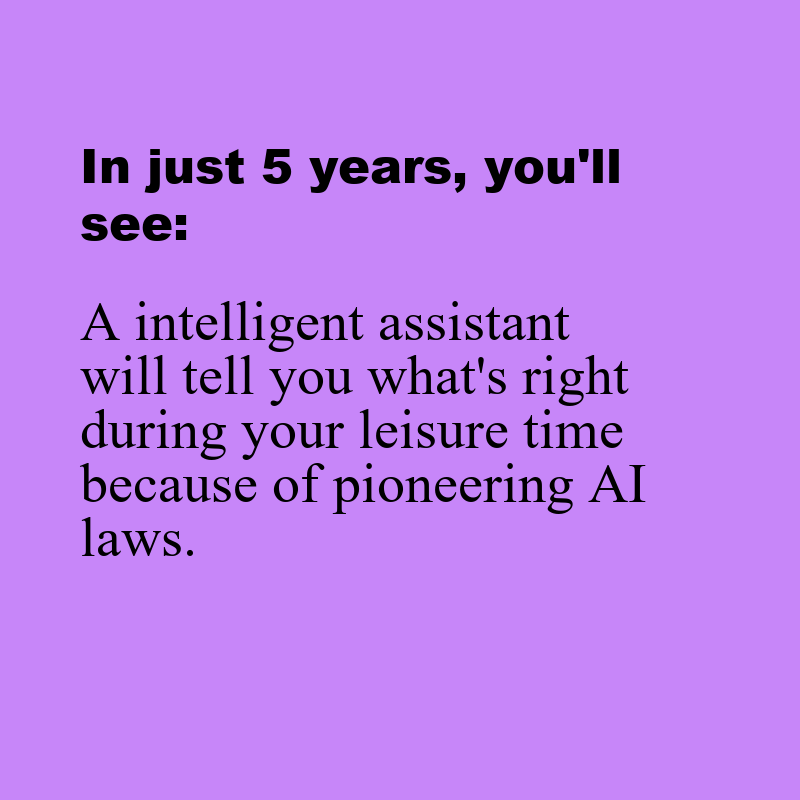 In just 5 years, you'll
see:
A intelligent assistant
will tell you what's right
during your leisure time
because of pioneering AI
laws.